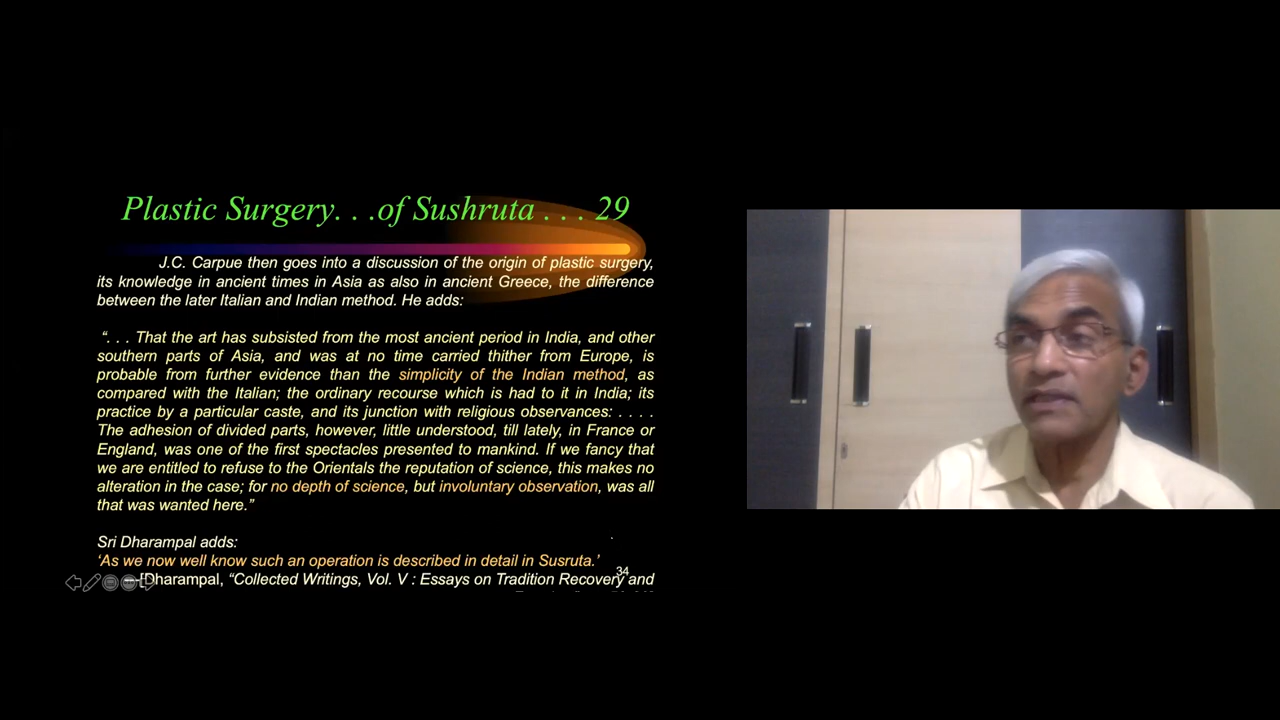 Plastic Surgery. . .of Sushruta . . . 29
J.C. Carpue then goes into a discussion of the origin of plastic surgery,
its knowledge in ancient times in Asia as also in ancient Greece, the difference
between the later Italian and Indian method. He adds:
“. . . That the art has subsisted from the most ancient period in India, and other
southern parts of Asia, and was at no time carried thither from Europe, is
probable from further evidence than the simplicity of the Indian method, as
compared with the Italian; the ordinary recourse which is had to it in India; its
practice by a particular caste, and its junction with religious observances: . . . .
The adhesion of divided parts, however, little understood, till lately, in France or
England, was one of the first spectacles presented to mankind. If we fancy that
we are entitled to refuse to the Orientals the reputation of science, this makes no
alteration in the case; for no depth of science, but involuntary observation, was all
that was wanted here.”
Sri Dharampal adds:
‘As we now well know such an operation is described in detail in Susruta.’
34
[Dharampal, “Collected Writings, Vol. V : Essays on Tradition Recovery and